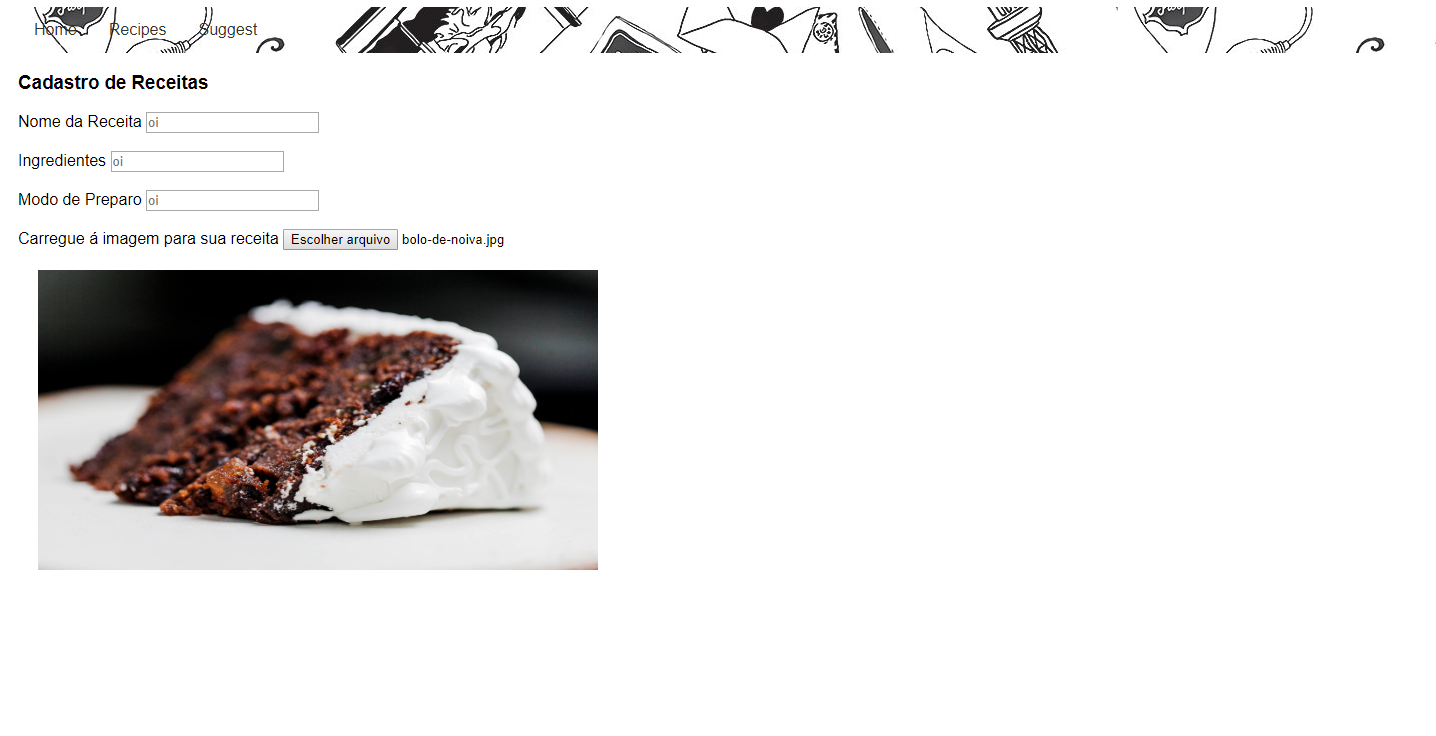 Home Recipes Suggest
Cadastro de Receitas
Nome da Receita oi
Ingredientes oi
Modo de Preparo oi
Carregue á imagem para sua receita Escolher arquivo bolo-de-noiva.jpg